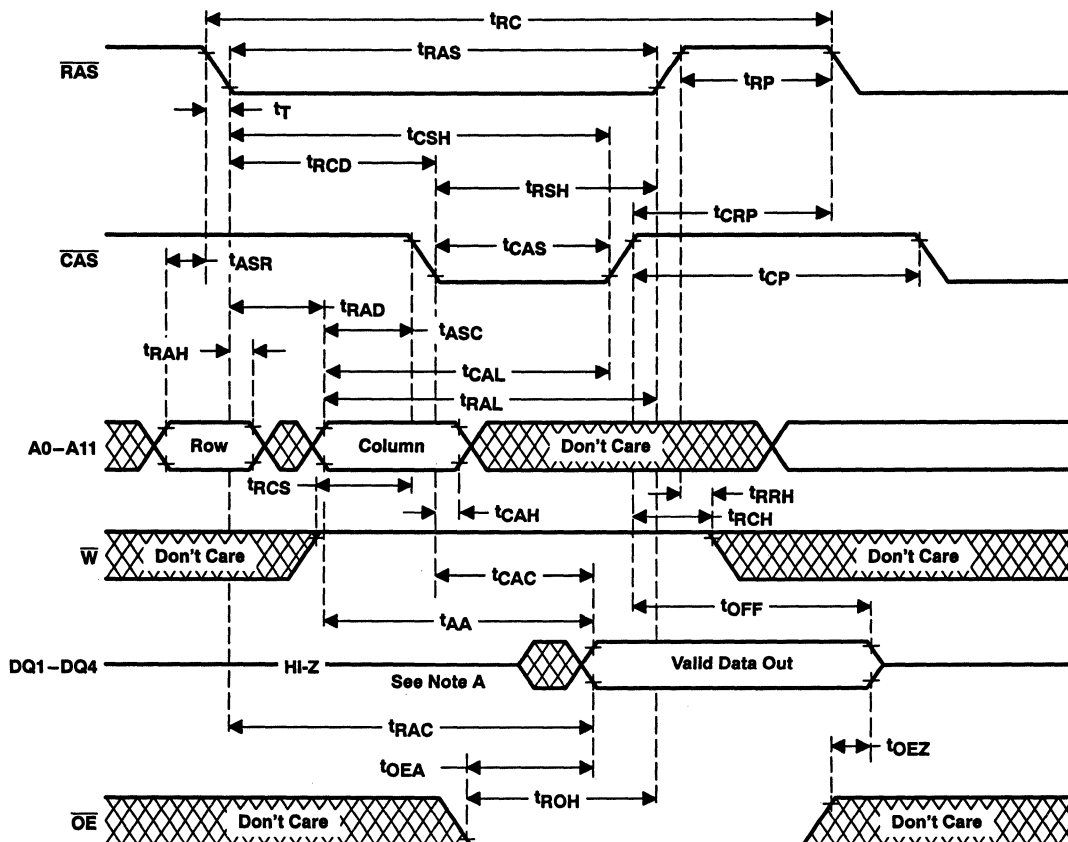 tRC
tRAS
RAS
tRP
tT
tCSH
tRCD
tRSH
tCRP
CAS
tASR
tCAS
tCP
tRAD
tASC
tRAH
tCAL
tRAL
A0–A11
Row
Column
Don't Care
tRCS
tRRH
tCAH
tRCH
W
Don't Care
Don't Care
tCAC
tOFF
tAA
DQ1–DQ4
HI-Z
Valid Data Out
See Note A
tRAC
tOEZ
tOEA
tROH
OE
Don't Care
Don't Care